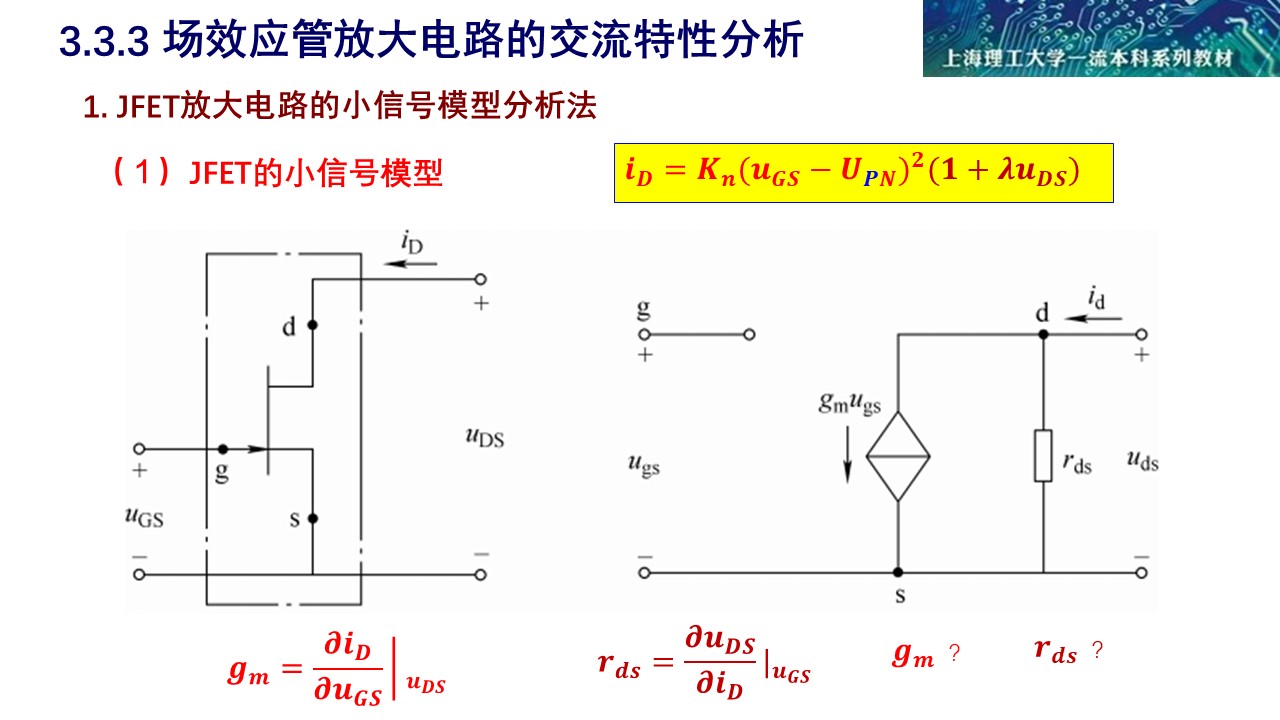 3.3.3 场效应管放大电路的交流特性分析
上海理工大学一流本科系列教材
1. JFET放大电路的小信号模型分析法
（1）JFET的小信号模型
i_D = K_n(u_GS − U_PN)^2(1 + λu_DS)
i_D
+
d
g
+
u_GS
s
u_DS
−
−
g
+
u_gs
−
g_m u_gs
d
i_d
+
r_ds
u_ds
−
s
g_m = ∂i_D/∂u_GS | u_DS
r_ds = ∂u_DS/∂i_D |u_GS
g_m ？
r_ds ？